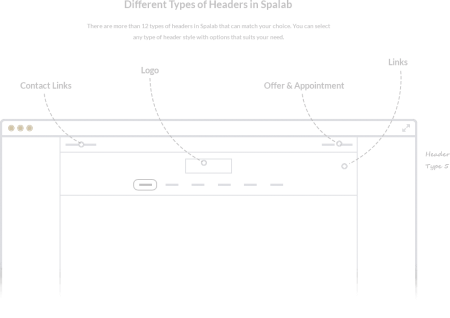 Different Types of Headers in Spalab
There are more than 12 types of headers in Spalab that can match your choice. You can select
any type of header style with options that suits your need.
Links
Logo
Contact Links
Offer & Appointment
Header
Type 5